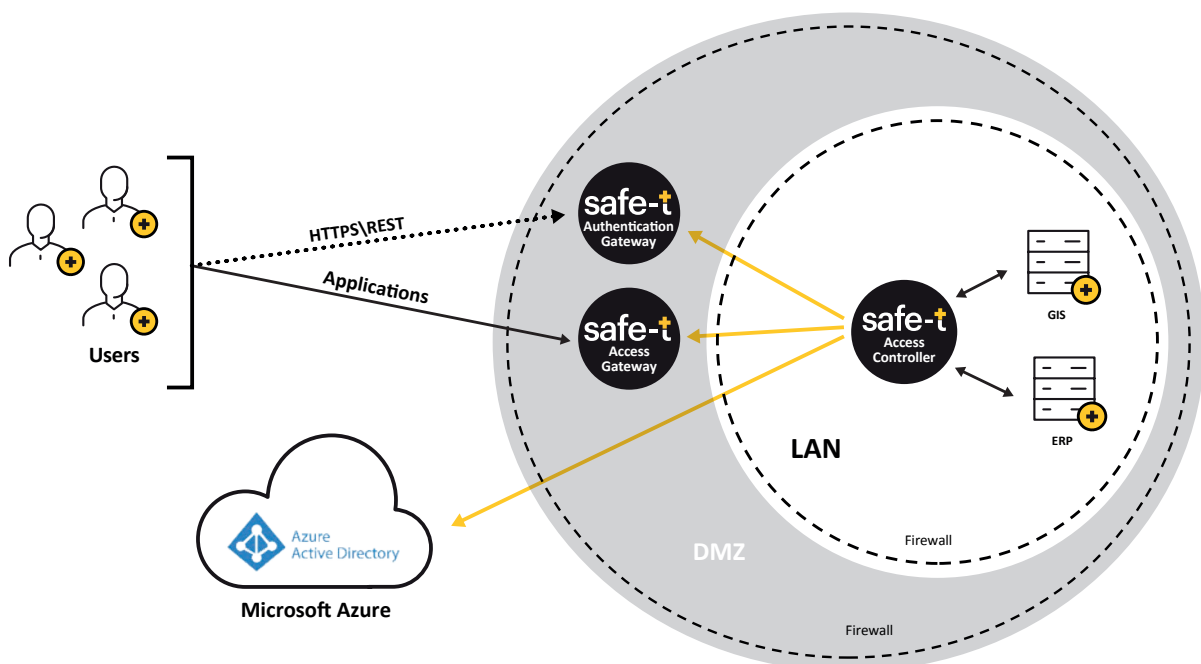 Users
HTTPS\REST
Applications
safe-t
Authentication
Gateway
safe-t
Access
Gateway
safe-t
Access
Controller
GIS
ERP
LAN
DMZ
Firewall
Firewall
Azure
Active Directory
Microsoft Azure